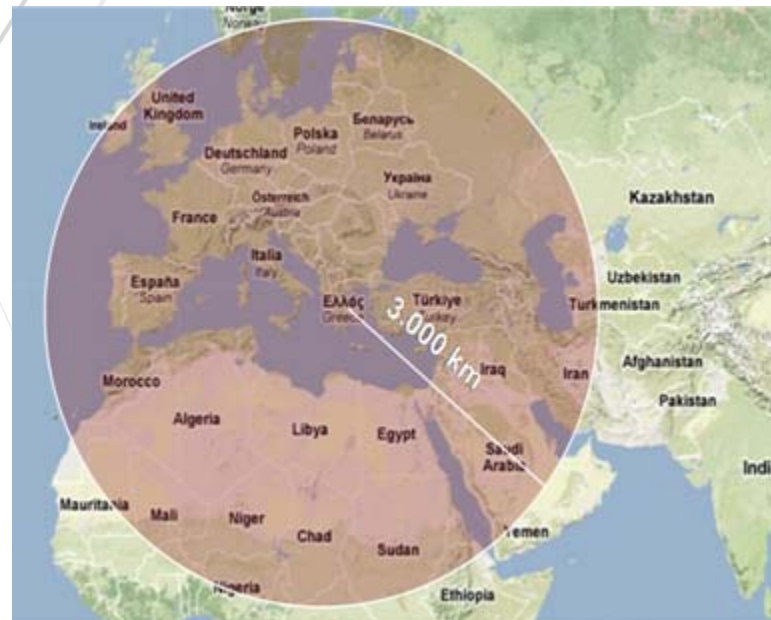 Norge
Norway
United
Kingdom
Ireland
Polska
Poland
Беларусь
Belarus
Deutschland
Germany
Україна
Ukraine
Österreich
Austria
France
Kazakhstan
Italia
Italy
España
Spain
Uzbekistan
Ελλός
Greece
Türkiye
Turkey
Turkmenistan
3.000 km
Afghanistan
Iraq
Iran
Pakistan
Morocco
Algeria
Libya
Egypt
Saudi
Arabia
Indi
Mauritania
Mali
Niger
Chad
Sudan
Yemen
Nigeria
Ethiopia